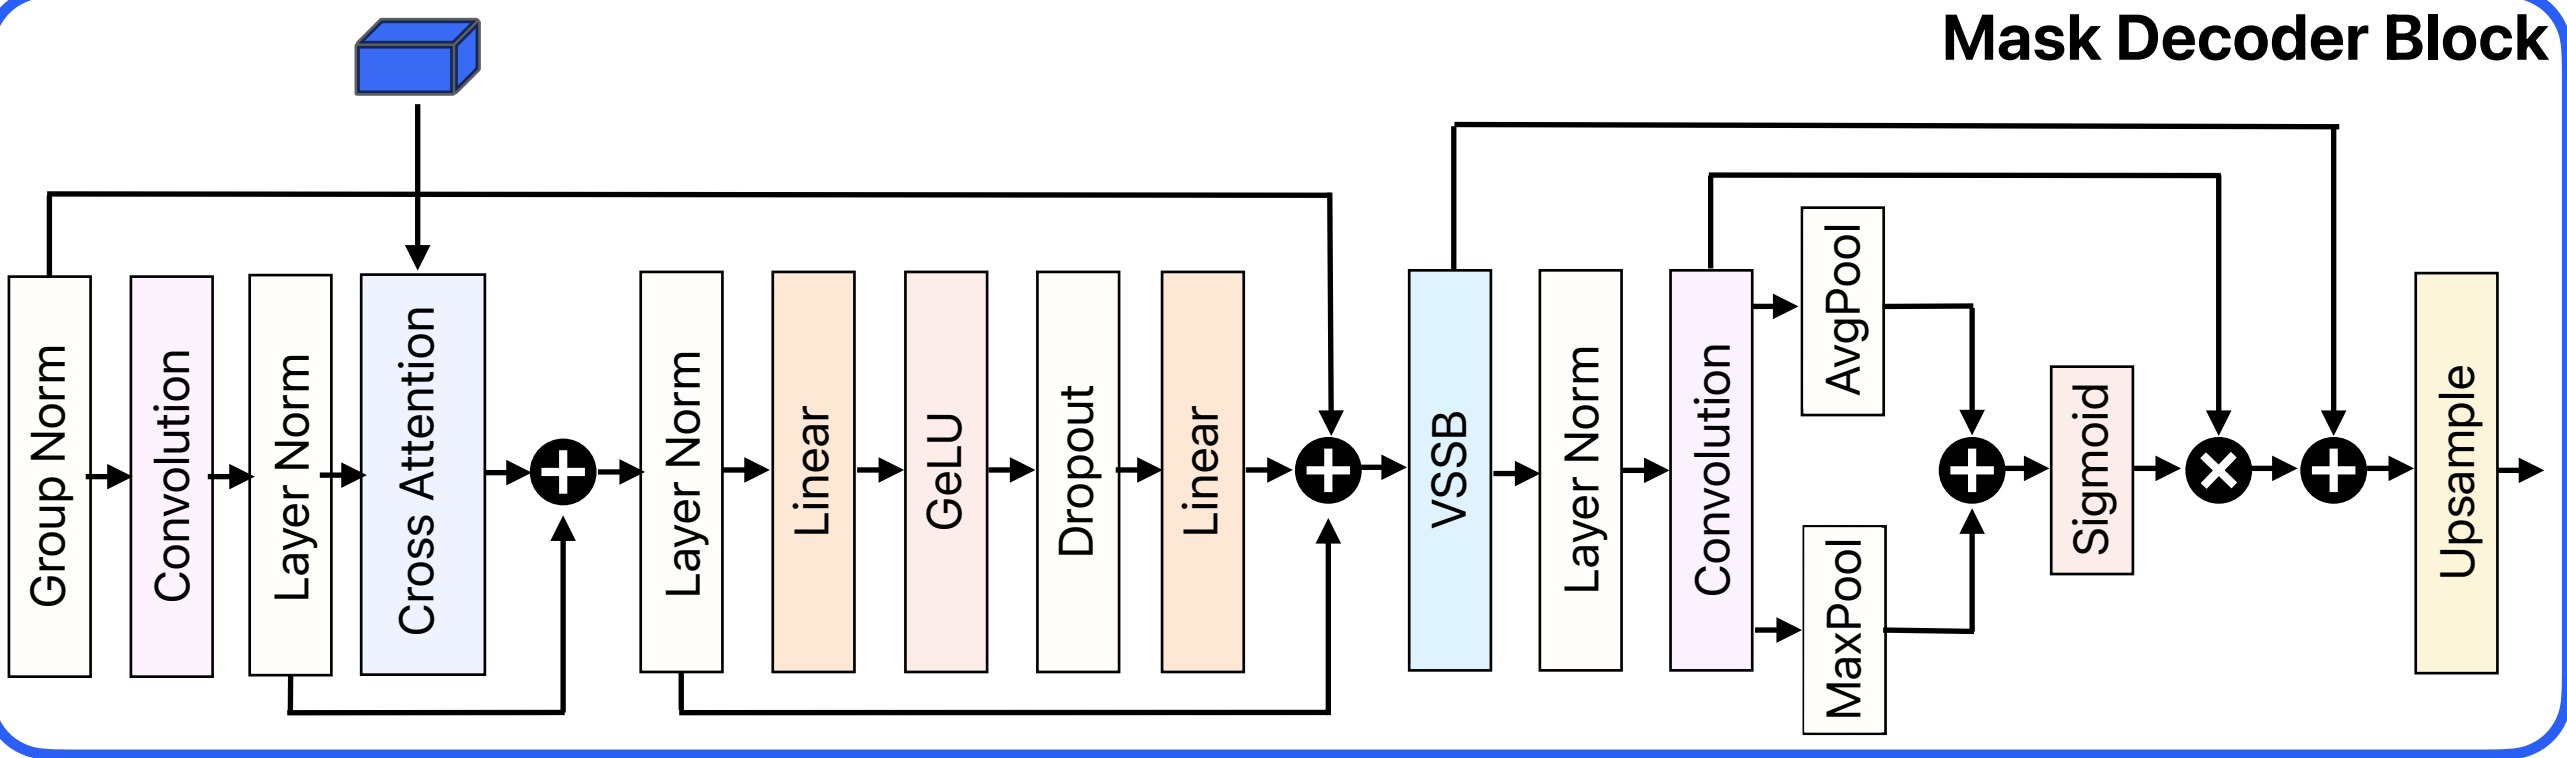 Mask Decoder Block
Group Norm
Convolution
Layer Norm
Cross Attention
Layer Norm
Linear
GeLU
Dropout
Linear
VSSB
Layer Norm
Convolution
AvgPool
MaxPool
Sigmoid
Upsample